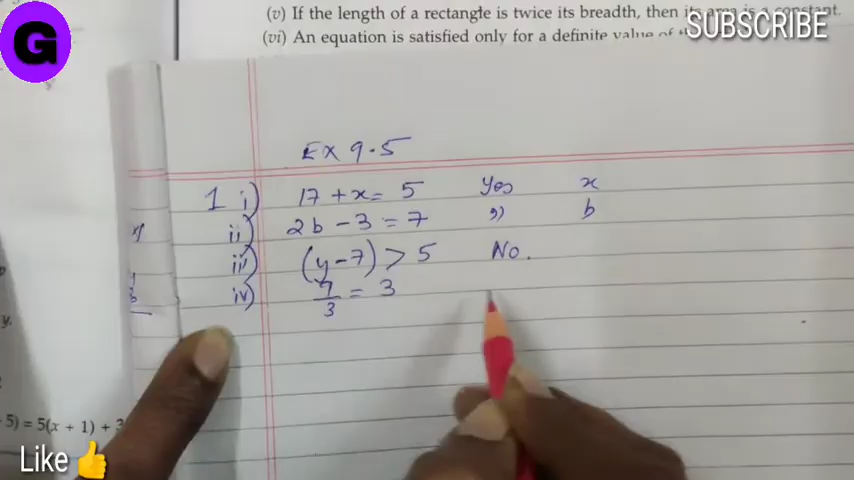 G
(v) If the length of a rectangle is twice its breadth, then its area is a constant.
(vi) An equation is satisfied only for a definite value of
SUBSCRIBE
Ex 9.5
1 i) 17 + x = 5 Yes x
ii) 2b - 3 = 7 ,, b
iii) (y-7) > 5 No.
iv) 9/3 = 3
y.
5) = 5(x + 1) + 3
Like